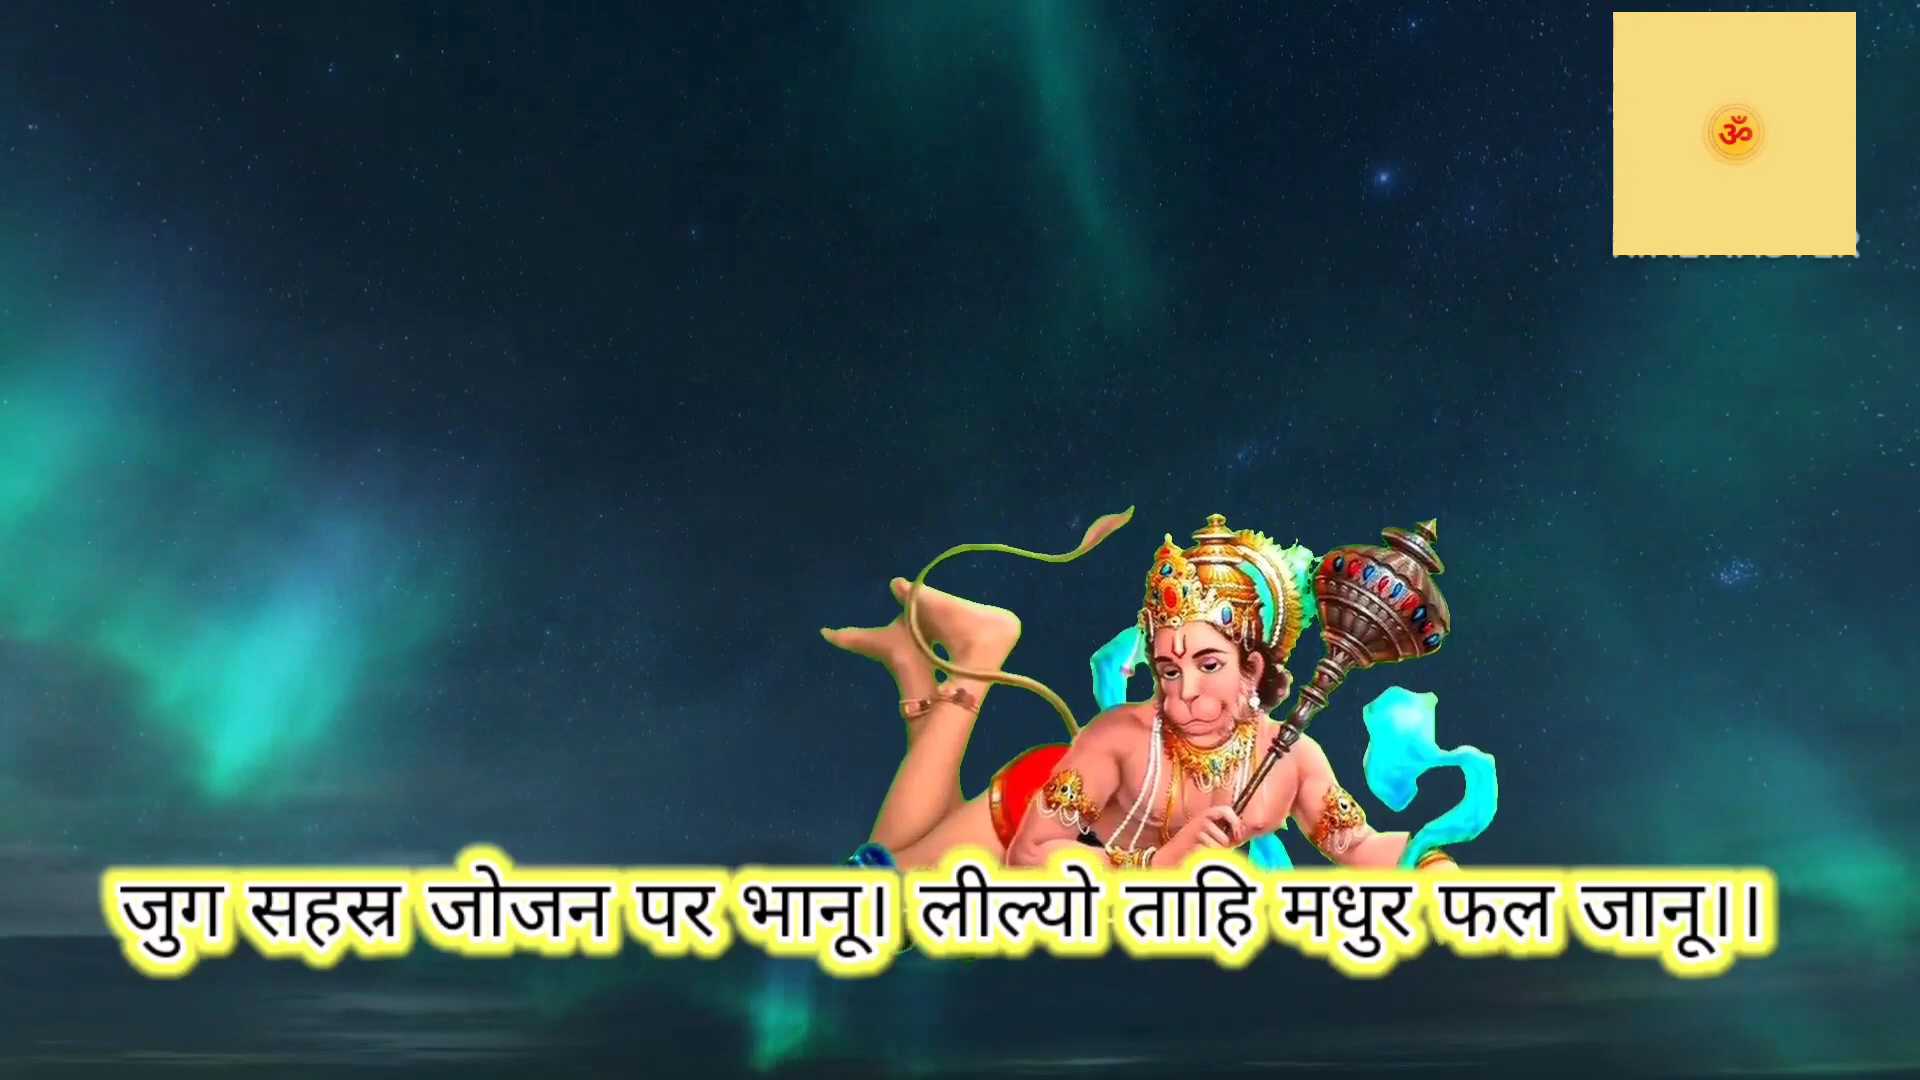 ॐ
जुग सहस्र जोजन पर भानू। लील्यो ताहि मधुर फल जानू।।